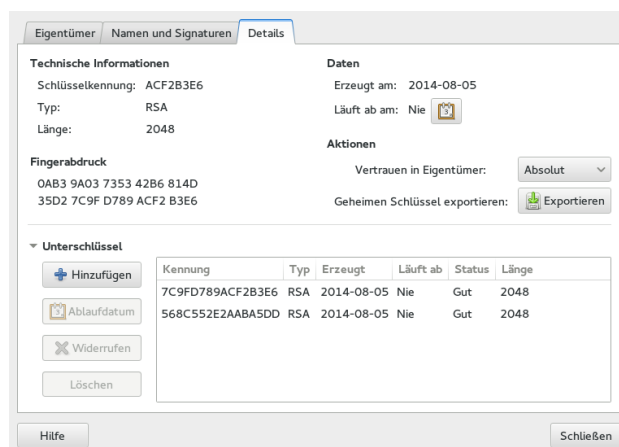 Eigentümer Namen und Signaturen Details
Technische Informationen
Schlüsselkennung: ACF2B3E6
Typ: RSA
Länge: 2048
Fingerabdruck
0AB3 9A03 7353 42B6 814D
35D2 7C9F D789 ACF2 B3E6
Daten
Erzeugt am: 2014-08-05
Läuft ab am: Nie
Aktionen
Vertrauen in Eigentümer: Absolut
Geheimen Schlüssel exportieren: Exportieren
Unterschlüssel
Hinzufügen
Ablaufdatum
Widerrufen
Löschen
Kennung Typ Erzeugt Läuft ab Status Länge
7C9FD789ACF2B3E6 RSA 2014-08-05 Nie Gut 2048
568C552E2AABA5DD RSA 2014-08-05 Nie Gut 2048
Hilfe Schließen